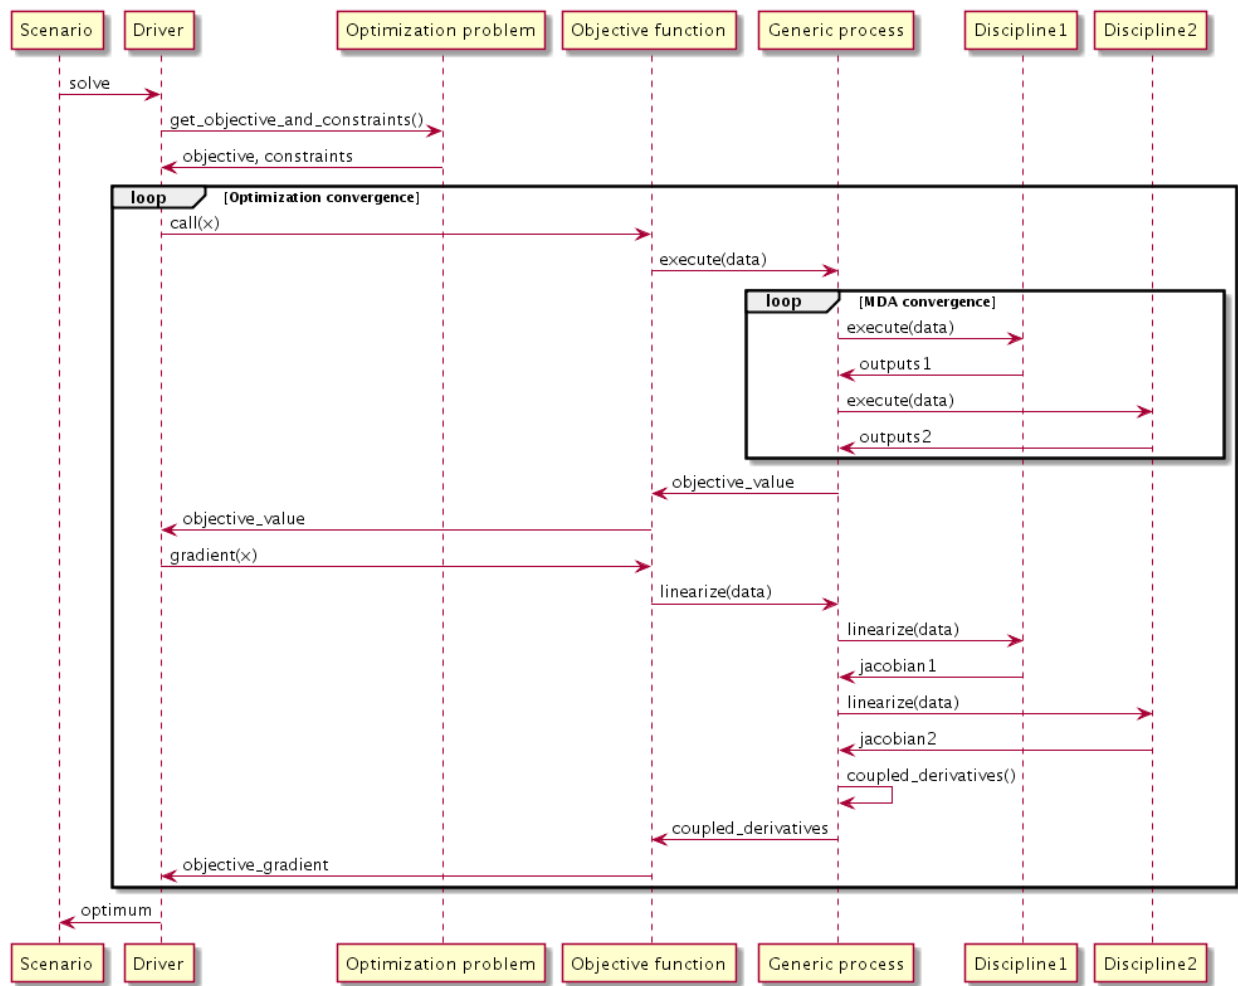 Scenario Driver Optimization problem Objective function Generic process Discipline1 Discipline2
solve
get_objective_and_constraints()
objective, constraints
loop [Optimization convergence]
call(x)
execute(data)
loop [MDA convergence]
execute(data)
outputs1
execute(data)
outputs2
objective_value
objective_value
gradient(x)
linearize(data)
linearize(data)
jacobian1
linearize(data)
jacobian2
coupled_derivatives()
coupled_derivatives
objective_gradient
optimum
Scenario Driver Optimization problem Objective function Generic process Discipline1 Discipline2